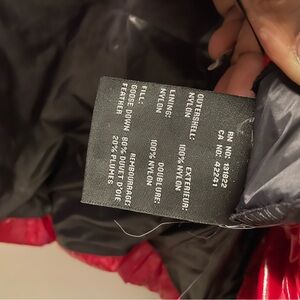 RN NO: 131822
CA NO: 42241
OUTERSHELL: EXTERIEUR:
NYLON 100% NYLON
LINING: DOUBLURE:
NYLON 100% NYLON
FILL: REMBOURRAGE:
GOOSE DOWN 80% DUVET D'OIE
FEATHER 20% PLUMES